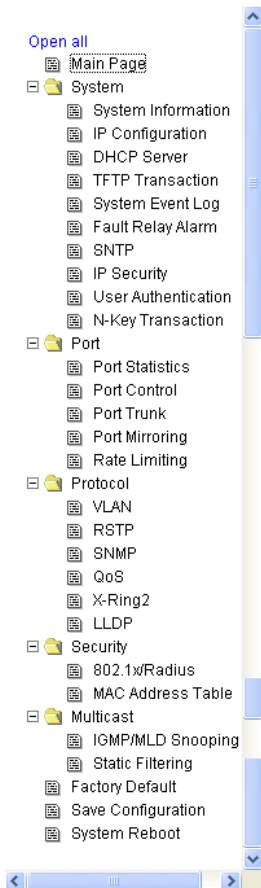 Open all
Main Page
System
System Information
IP Configuration
DHCP Server
TFTP Transaction
System Event Log
Fault Relay Alarm
SNTP
IP Security
User Authentication
N-Key Transaction
Port
Port Statistics
Port Control
Port Trunk
Port Mirroring
Rate Limiting
Protocol
VLAN
RSTP
SNMP
QoS
X-Ring2
LLDP
Security
802.1x/Radius
MAC Address Table
Multicast
IGMP/MLD Snooping
Static Filtering
Factory Default
Save Configuration
System Reboot